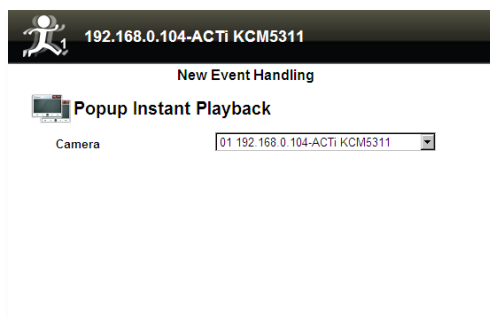 1 192.168.0.104-ACTi KCM5311
New Event Handling
Popup Instant Playback
Camera 01 192.168.0.104-ACTi KCM5311